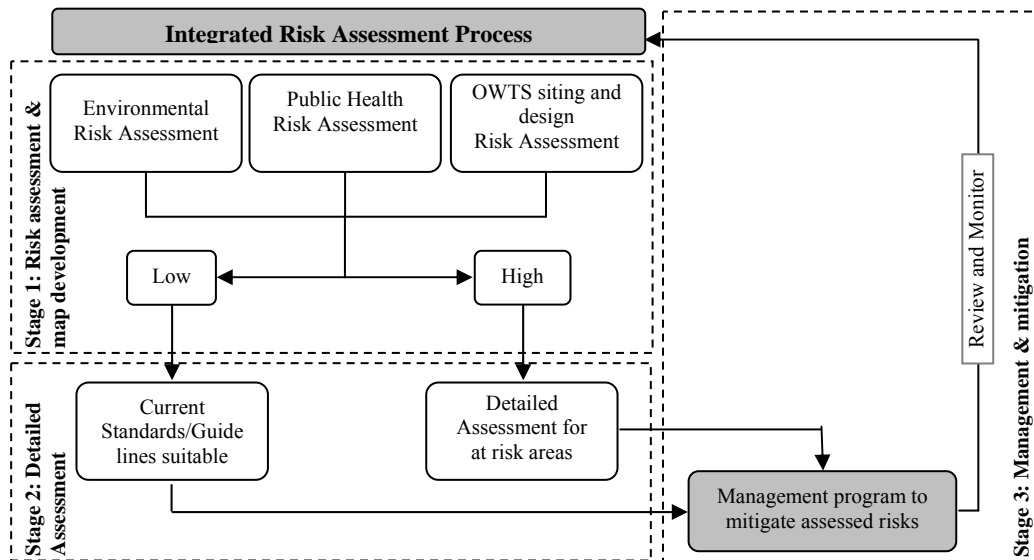 Integrated Risk Assessment Process
Stage 1: Risk assessment &
map development
Environmental
Risk Assessment
Public Health
Risk Assessment
OWTS siting and
design
Risk Assessment
Low
High
Stage 2: Detailed
Assessment
Current
Standards/Guide
lines suitable
Detailed
Assessment for
at risk areas
Management program to
mitigate assessed risks
Review and Monitor
Stage 3: Management & mitigation